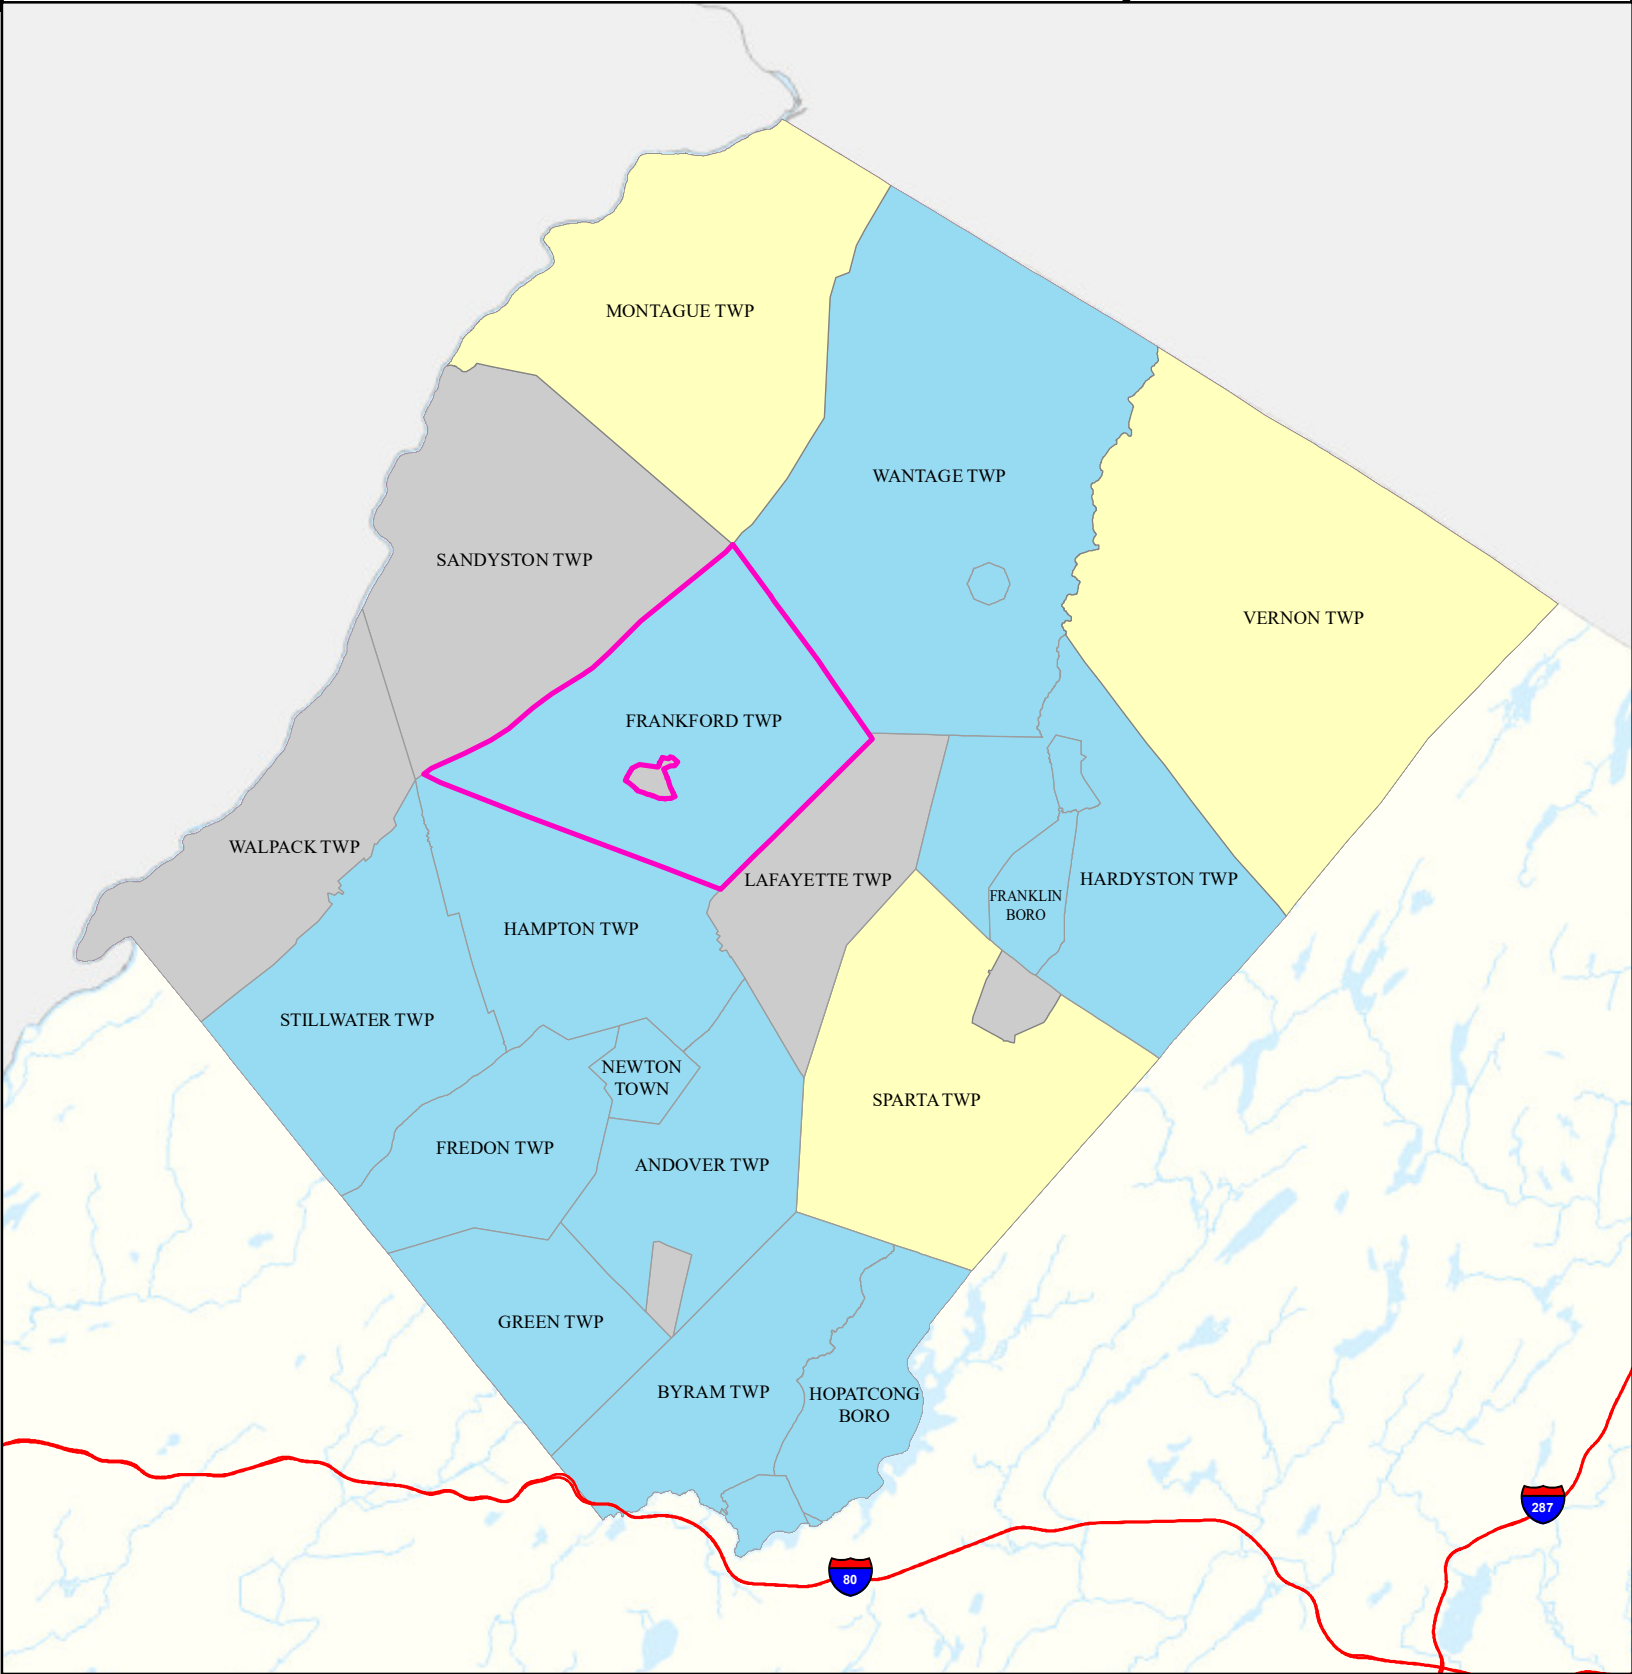 MONTAGUE TWP
WANTAGE TWP
SANDYSTON TWP
VERNON TWP
FRANKFORD TWP
WALPACK TWP
LAFAYETTE TWP
HARDYSTON TWP
FRANKLIN
BORO
HAMPTON TWP
STILLWATER TWP
NEWTON
TOWN
SPARTA TWP
FREDON TWP
ANDOVER TWP
GREEN TWP
BYRAM TWP
HOPATCONG
BORO
287
80